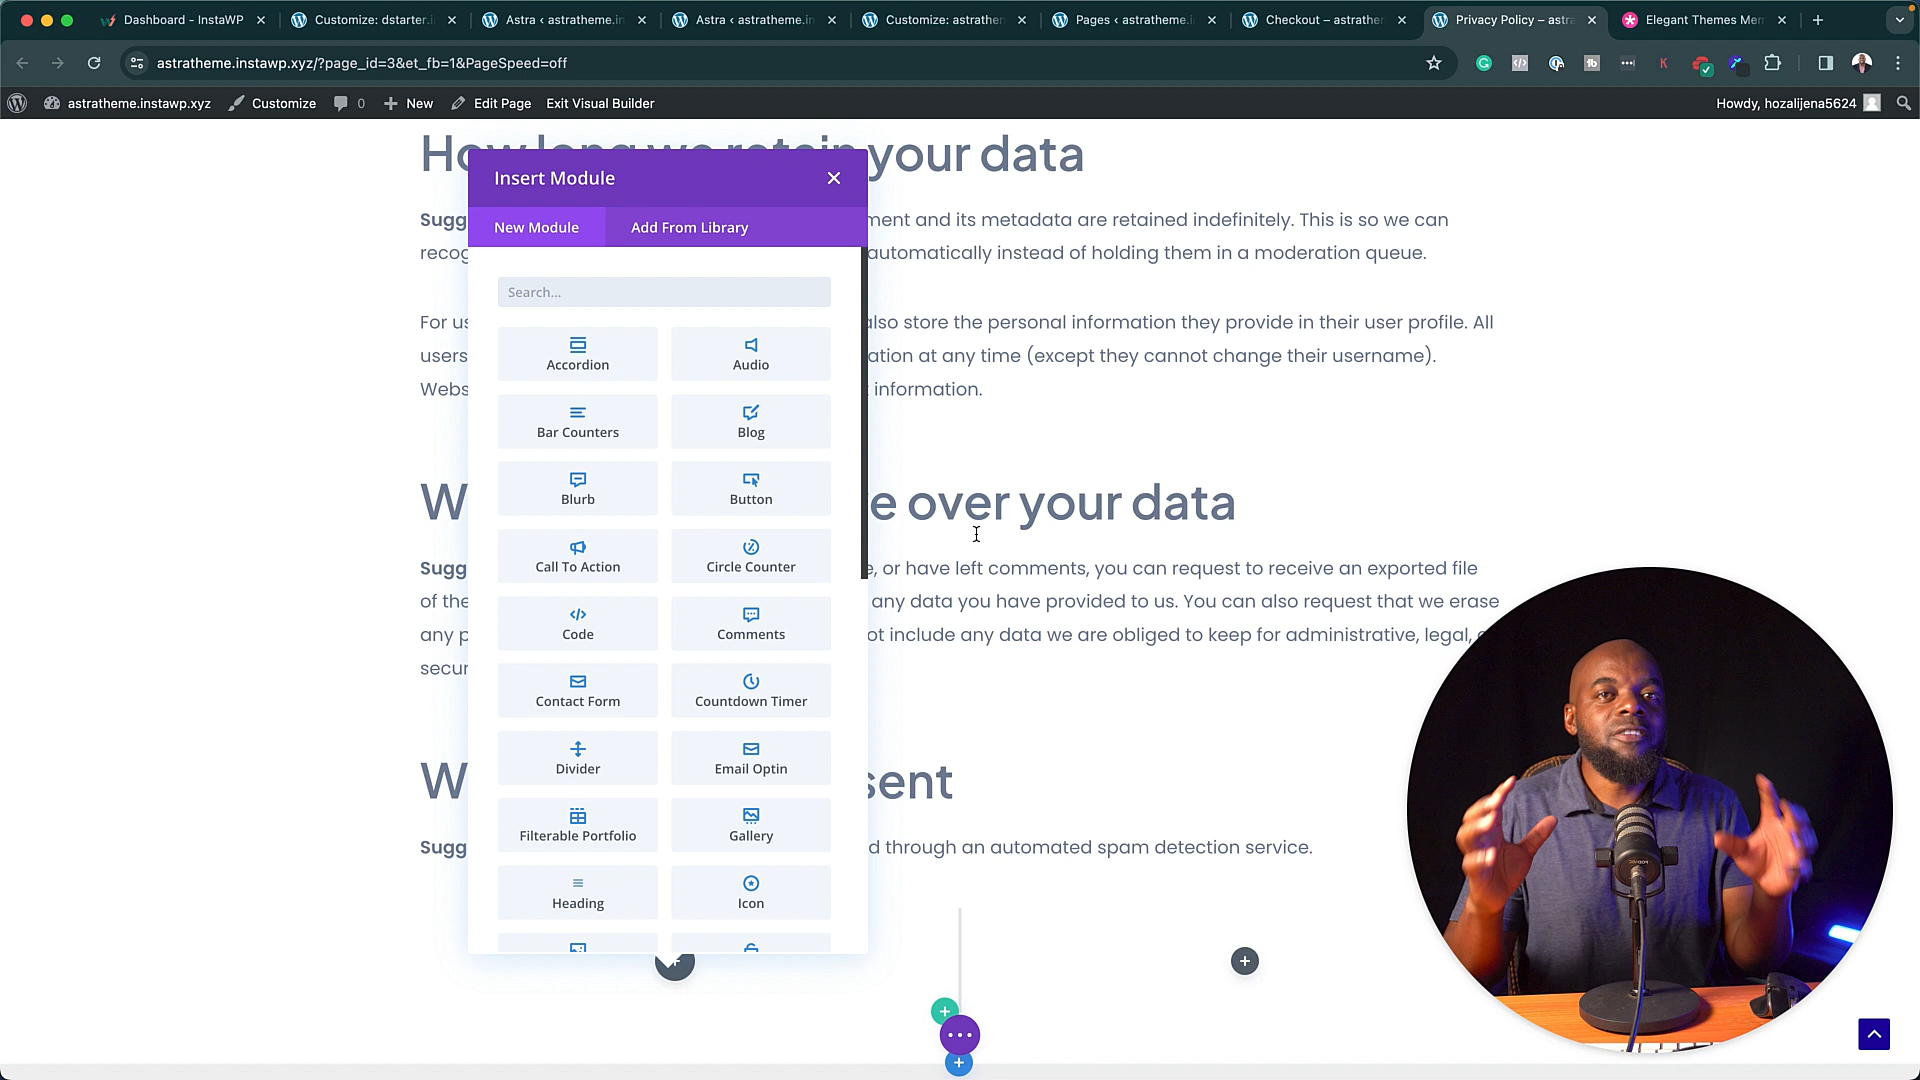 Dashboard - InstaWP
Customize: dstarter.i
Astra ‹ astratheme.in
Astra ‹ astratheme.in
Customize: astrathem
Pages ‹ astratheme.i
Checkout – astrathe
Privacy Policy – astr
Elegant Themes Mem
astratheme.instawp.xyz/?page_id=3&et_fb=1&PageSpeed=off
astratheme.instawp.xyz
Customize
0
New
Edit Page
Exit Visual Builder
Howdy, hozalijena5624
How long we retain your data
Insert Module
New Module
Add From Library
Search...
Accordion
Audio
Bar Counters
Blog
Blurb
Button
Call To Action
Circle Counter
Code
Comments
Contact Form
Countdown Timer
Divider
Email Optin
Filterable Portfolio
Gallery
Heading
Icon
Sugg ment and its metadata are retained indefinitely. This is so we can
recog automatically instead of holding them in a moderation queue.
For us also store the personal information they provide in their user profile. All
users ation at any time (except they cannot change their username).
Webs information.
W e over your data
Sugg e, or have left comments, you can request to receive an exported file
of the any data you have provided to us. You can also request that we erase
any p ot include any data we are obliged to keep for administrative, legal,
secur
W sent
Sugg d through an automated spam detection service.